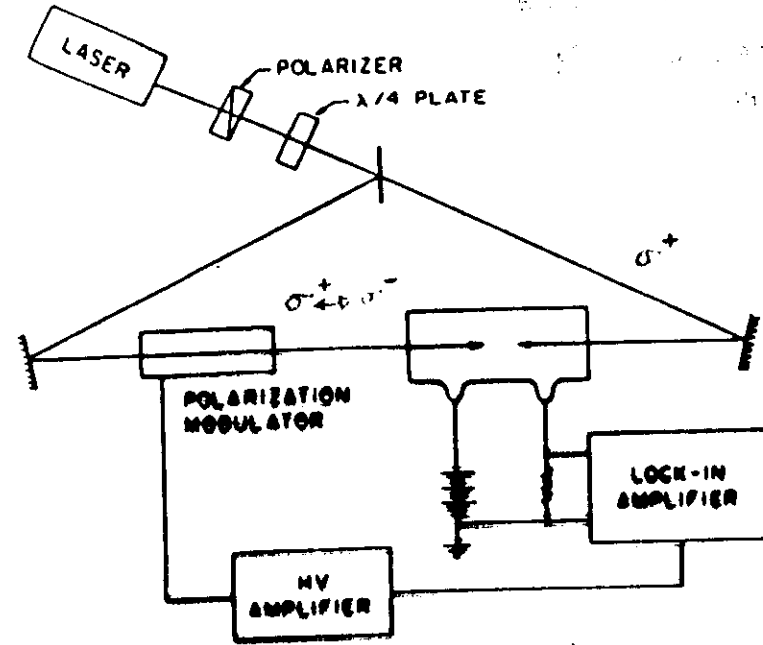 LASER
POLARIZER
λ/4 PLATE
σ+
σ+ ↔ σ-
POLARIZATION
MODULATOR
LOCK-IN
AMPLIFIER
HV
AMPLIFIER